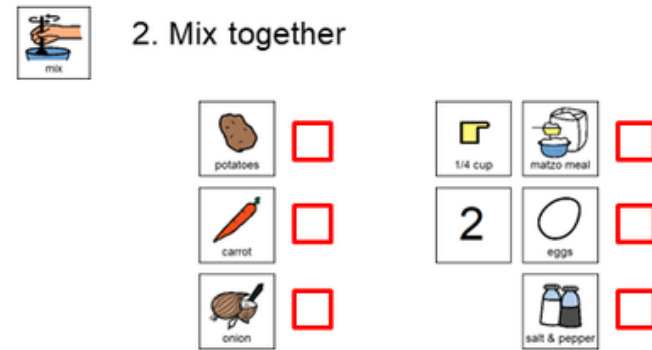 mix
2. Mix together
potatoes
1/4 cup
matzo meal
carrot
2
eggs
onion
salt & pepper